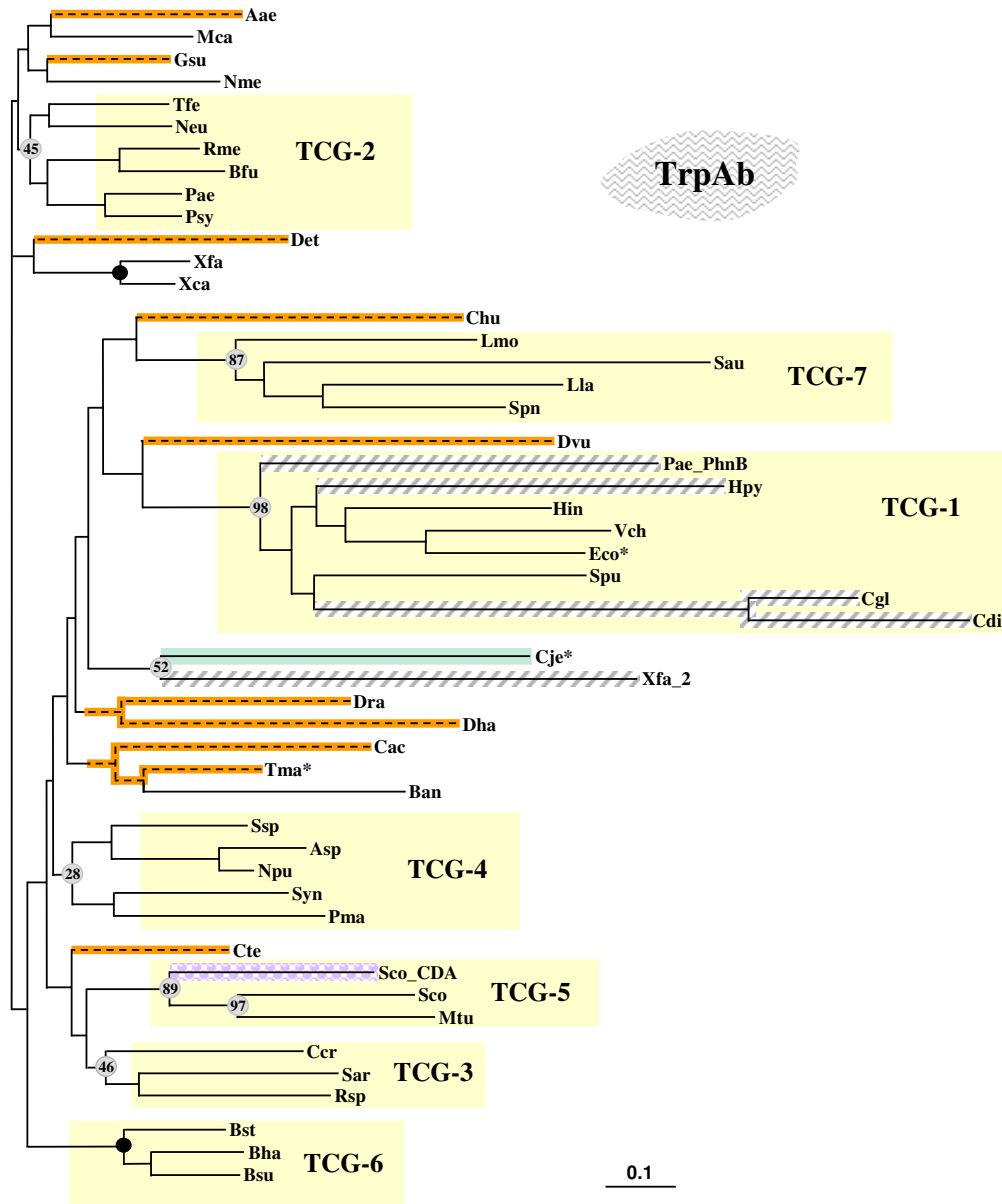 Aae
Mca
Gsu
Nme
Tfe
45
Neu
TCG-2
Rme
Bfu
TrpAb
Pae
Psy
Det
Xfa
Xca
Chu
Lmo
87
Sau
TCG-7
Lla
Spn
Dvu
Pae_PhnB
Hpy
98
Hin
TCG-1
Vch
Eco*
Spu
Cgl
Cdi
Cje*
52
Xfa_2
Dra
Dha
Cac
Tma*
Ban
Ssp
Asp
28
Npu
TCG-4
Syn
Pma
Cte
Sco_CDA
89
97
Sco
TCG-5
Mtu
Ccr
46
Sar
TCG-3
Rsp
Bst
Bha
TCG-6
Bsu
0.1